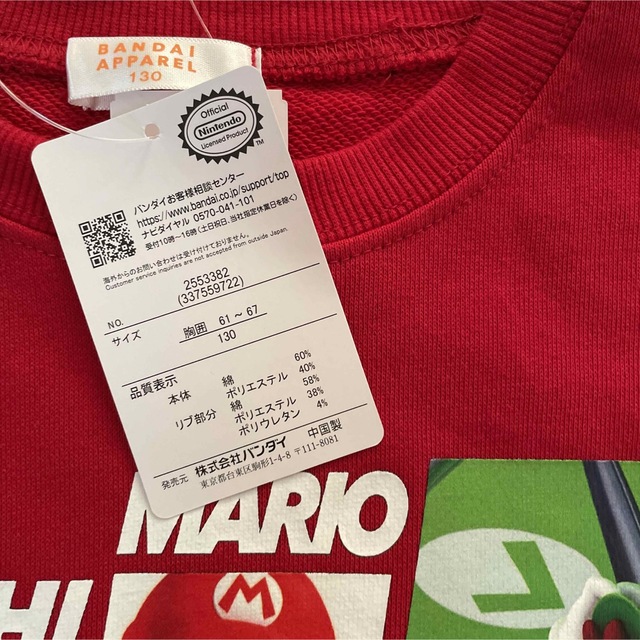 BANDAI
APPAREL
130
Official
Nintendo
Licensed Product
TM
バンダイお客様相談センター
https://www.bandai.co.jp/support/top
ナビダイヤル 0570-041-101
受付10時～16時（土日祝日、当社指定休業日を除く）
海外からのお問い合わせは受け付けておりません。
Customer service inquiries are not accepted from outside Japan.
NO. 2553382
(337559722)
サイズ 胸囲 61～67
130
品質表示
本体 綿 60%
ポリエステル 40%
リブ部分 綿 58%
ポリエステル 38%
ポリウレタン 4%
発売元 株式会社バンダイ 中国製
東京都台東区駒形1-4-8 〒111-8081
MARIO
HI
M
L